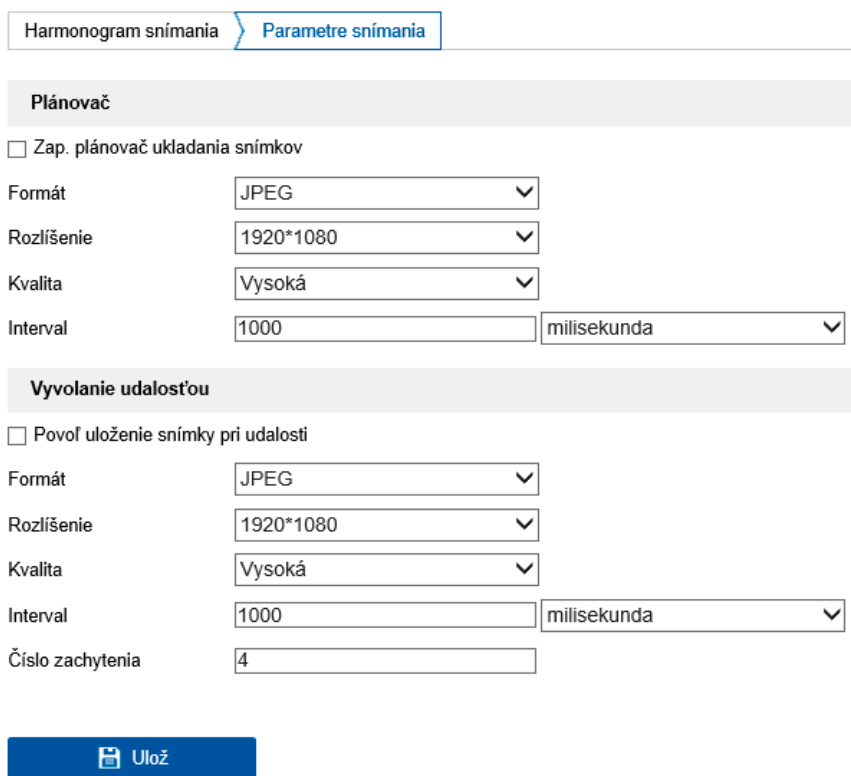 Harmonogram snímania Parametre snímania
Plánovač
Zap. plánovač ukladania snímkov
Formát JPEG
Rozlíšenie 1920*1080
Kvalita Vysoká
Interval 1000 milisekunda
Vyvolanie udalosťou
Povoľ uloženie snímky pri udalosti
Formát JPEG
Rozlíšenie 1920*1080
Kvalita Vysoká
Interval 1000 milisekunda
Číslo zachytenia 4
Ulož